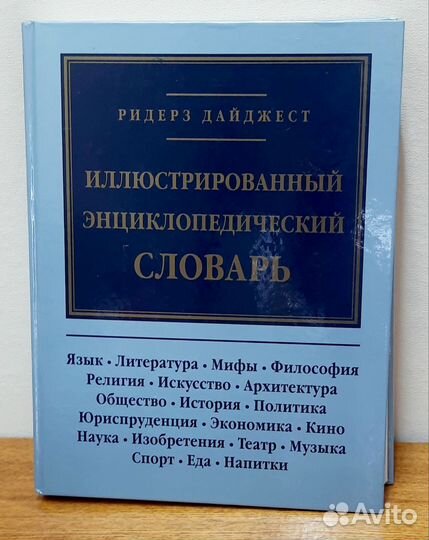 РИДЕРЗ ДАЙДЖЕСТ
ИЛЛЮСТРИРОВАННЫЙ
ЭНЦИКЛОПЕДИЧЕСКИЙ
СЛОВАРЬ
Язык • Литература • Мифы • Философия
Религия • Искусство • Архитектура
Общество • История • Политика
Юриспруденция • Экономика • Кино
Наука • Изобретения • Театр • Музыка
Спорт • Еда • Напитки
Avito